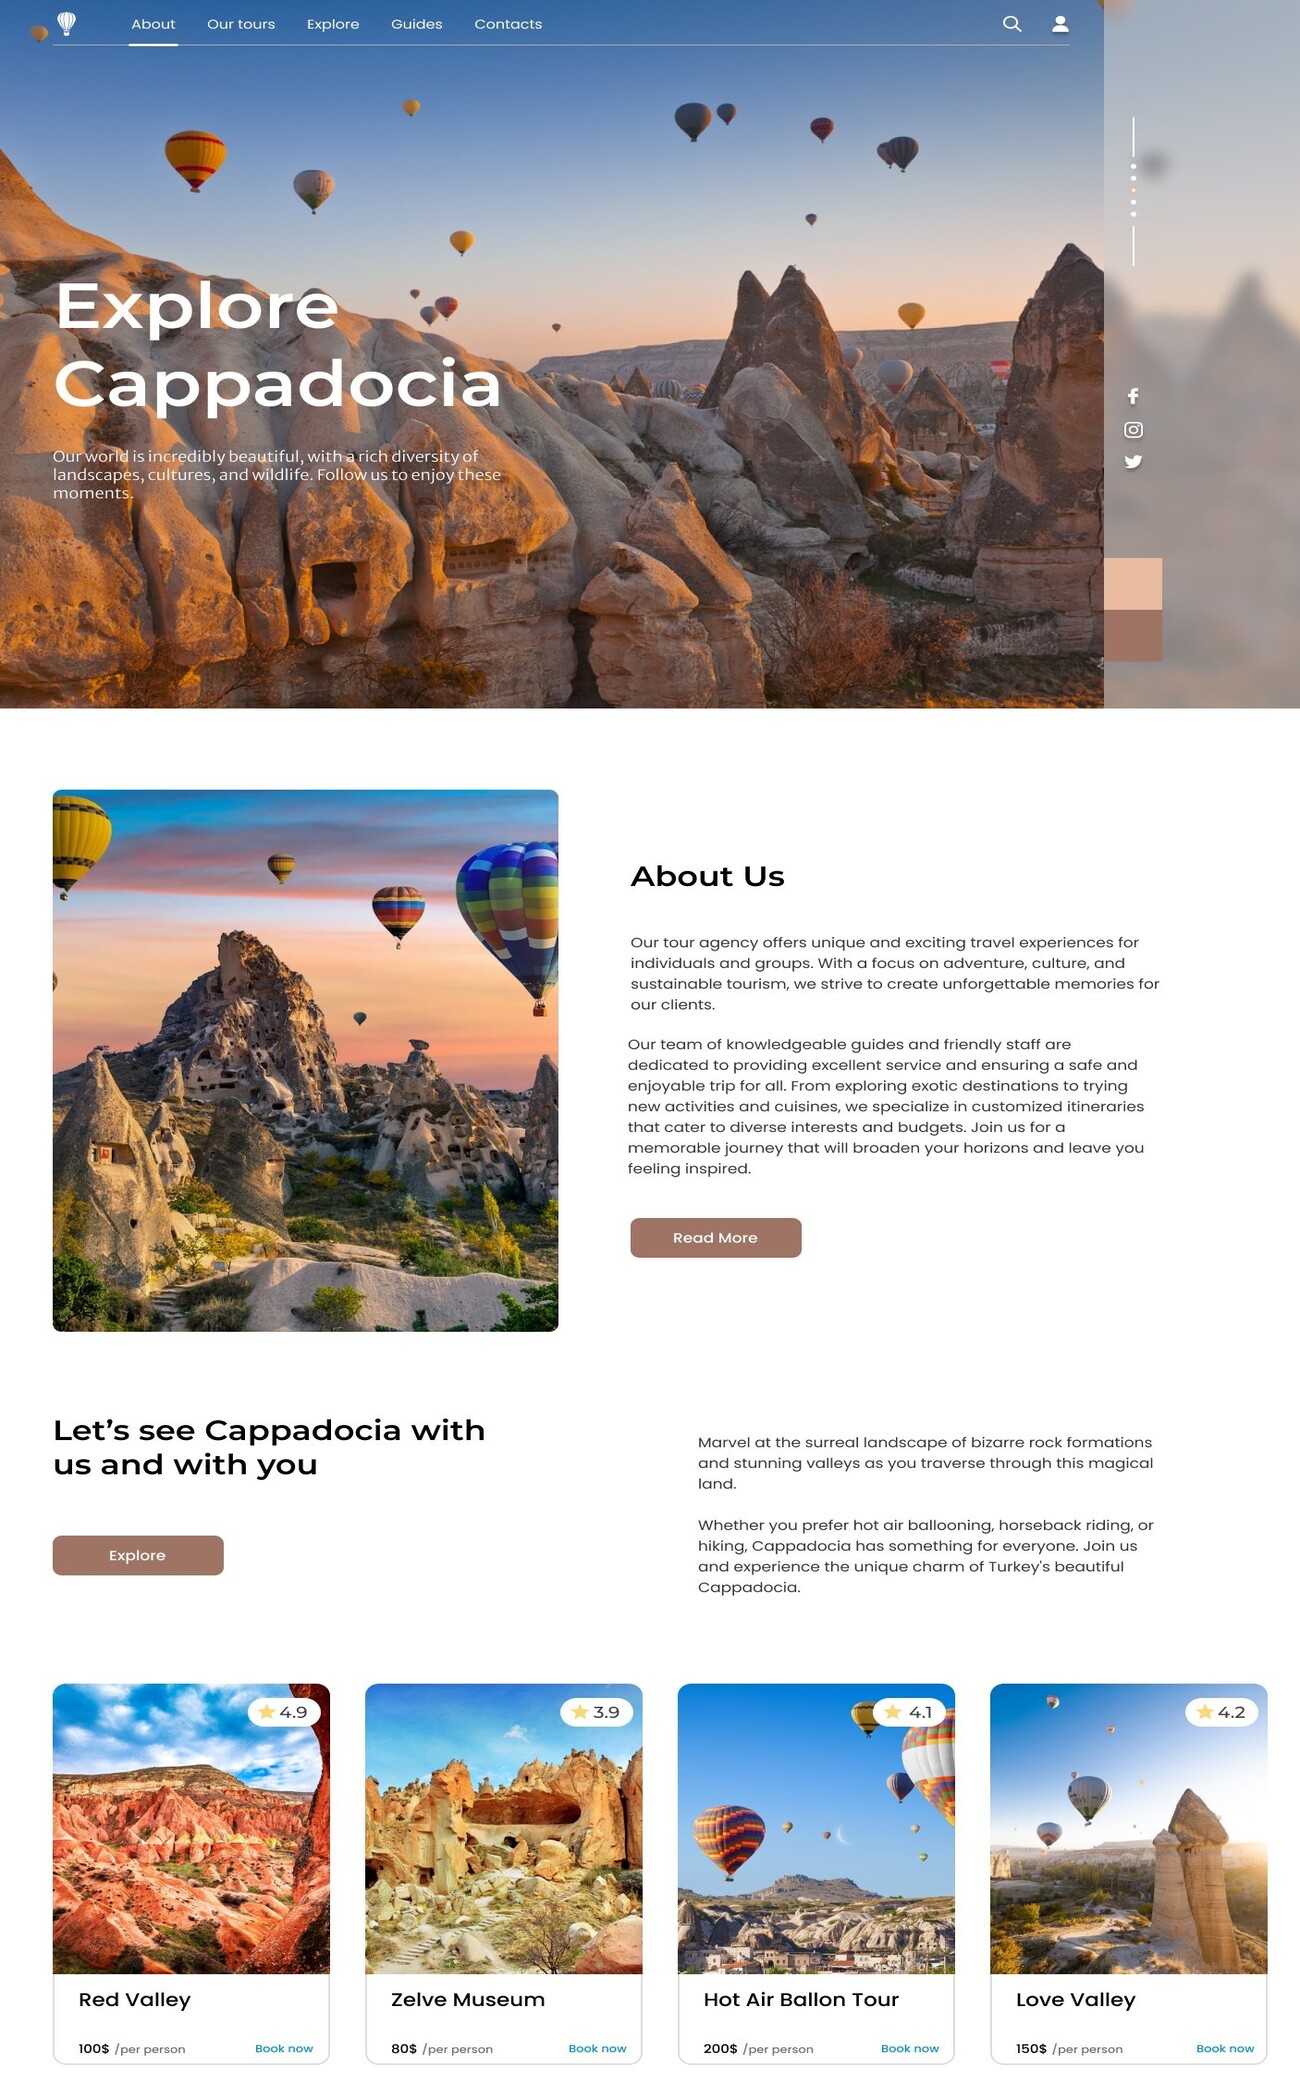 About
Our tours
Explore
Guides
Contacts
Explore
Cappadocia
Our world is incredibly beautiful, with a rich diversity of
landscapes, cultures, and wildlife. Follow us to enjoy these
moments.
About Us
Our tour agency offers unique and exciting travel experiences for
individuals and groups. With a focus on adventure, culture, and
sustainable tourism, we strive to create unforgettable memories for
our clients.
Our team of knowledgeable guides and friendly staff are
dedicated to providing excellent service and ensuring a safe and
enjoyable trip for all. From exploring exotic destinations to trying
new activities and cuisines, we specialize in customized itineraries
that cater to diverse interests and budgets. Join us for a
memorable journey that will broaden your horizons and leave you
feeling inspired.
Read More
Let’s see Cappadocia with
us and with you
Explore
Marvel at the surreal landscape of bizarre rock formations
and stunning valleys as you traverse through this magical
land.
Whether you prefer hot air ballooning, horseback riding, or
hiking, Cappadocia has something for everyone. Join us
and experience the unique charm of Turkey's beautiful
Cappadocia.
4.9
Red Valley
100$ /per person
Book now
3.9
Zelve Museum
80$ /per person
Book now
4.1
Hot Air Ballon Tour
200$ /per person
Book now
4.2
Love Valley
150$ /per person
Book now